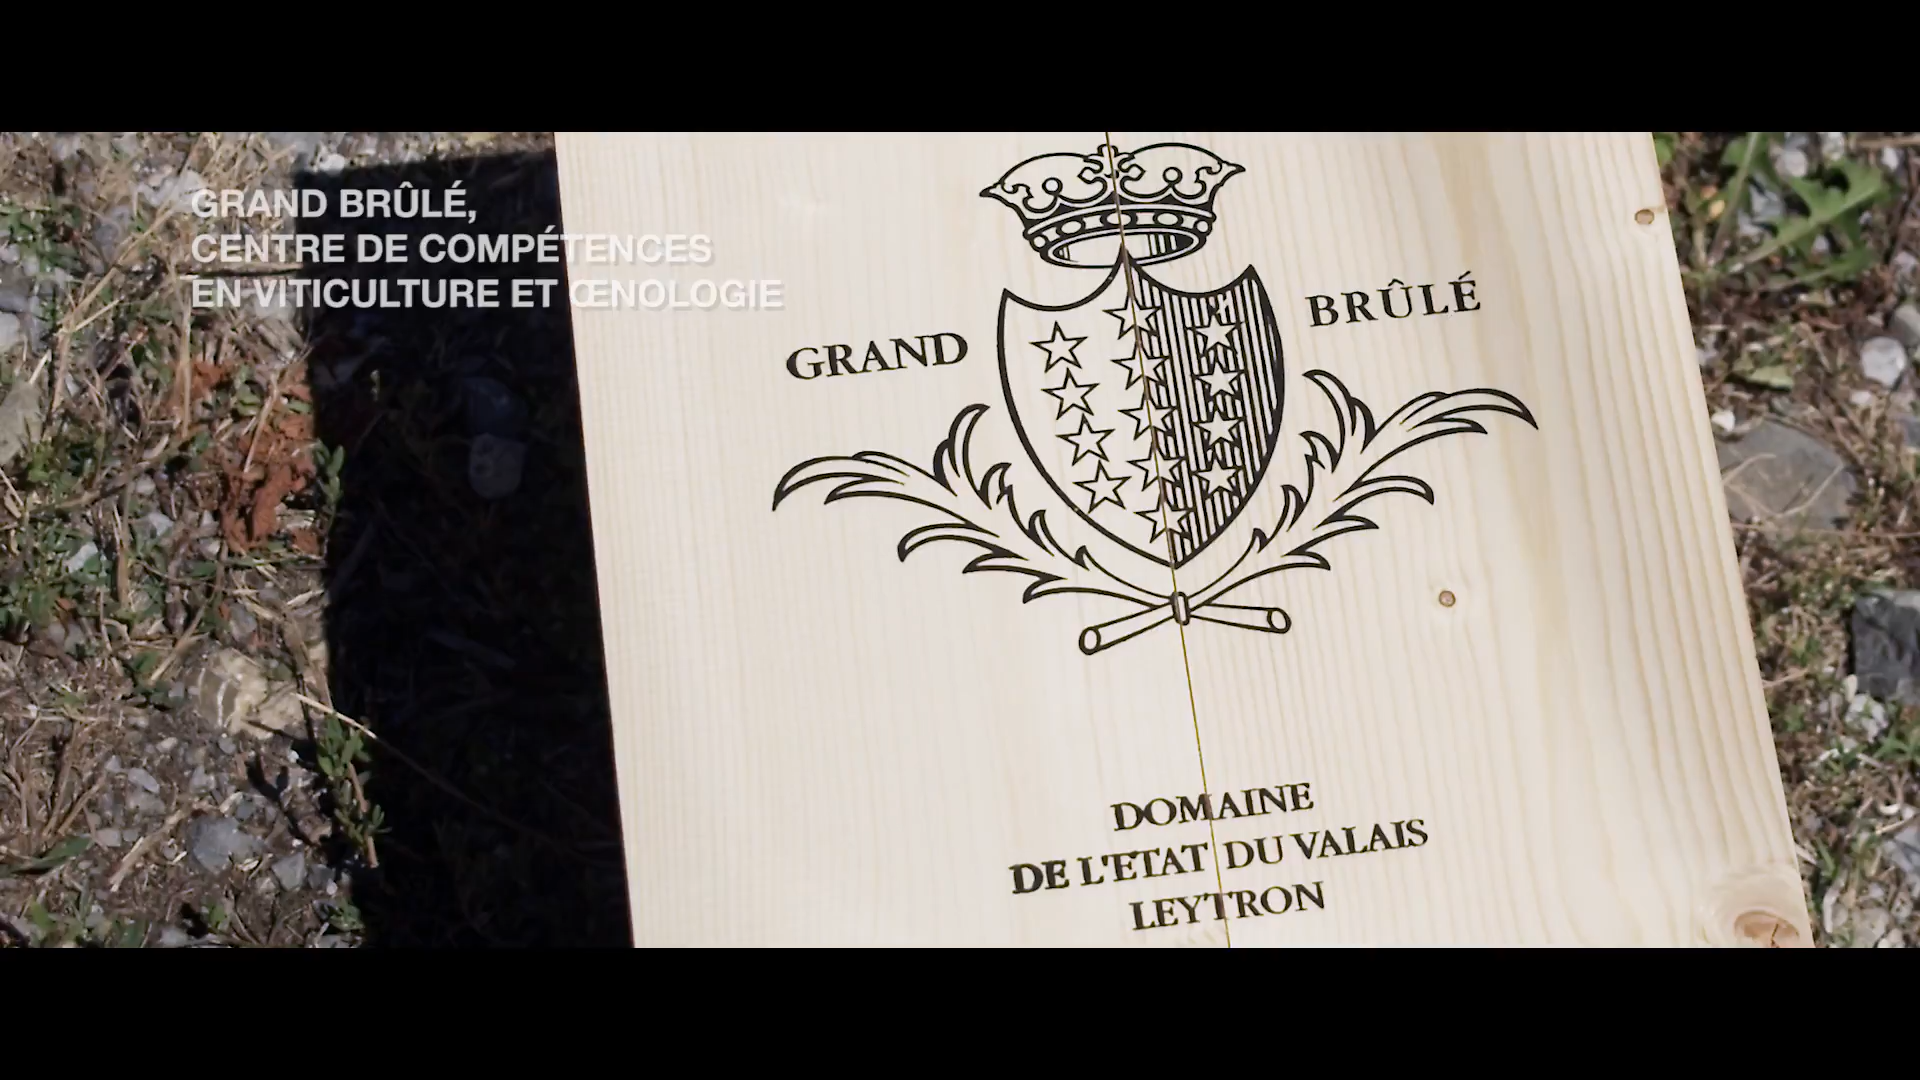 GRAND BRÛLÉ,
CENTRE DE COMPÉTENCES
EN VITICULTURE ET ŒNOLOGIE
GRAND BRÛLÉ
DOMAINE
DE L'ETAT DU VALAIS
LEYTRON